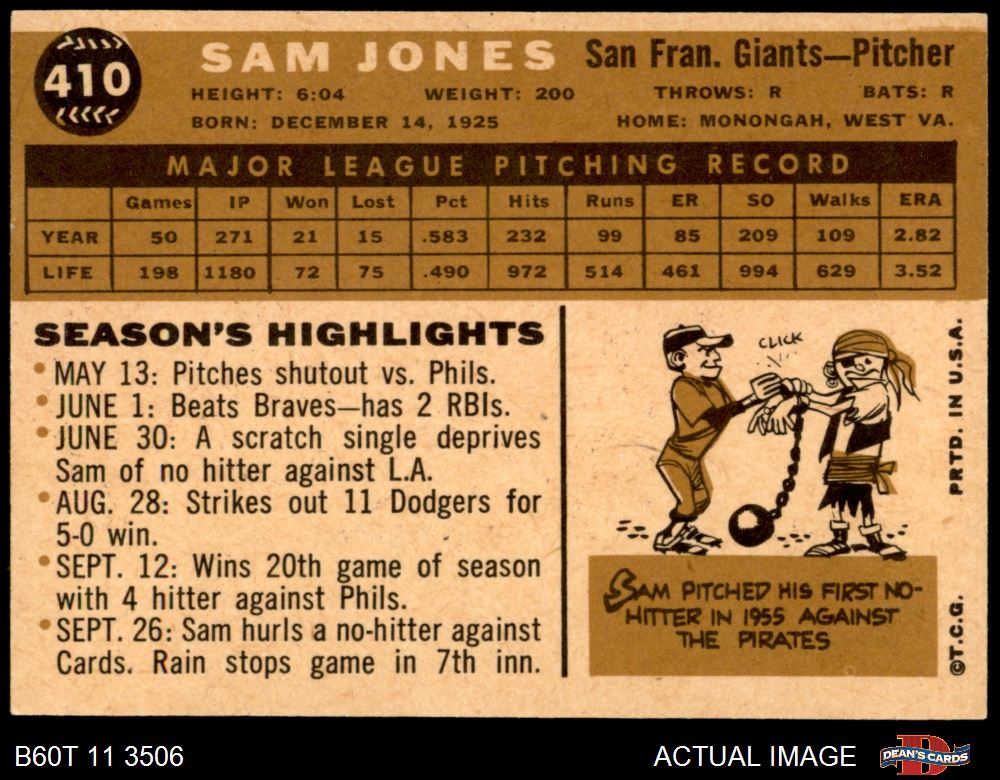 410
SAM JONES
San Fran. Giants—Pitcher
HEIGHT: 6:04 WEIGHT: 200 THROWS: R BATS: R
BORN: DECEMBER 14, 1925 HOME: MONONGAH, WEST VA.
MAJOR LEAGUE PITCHING RECORD
Games IP Won Lost Pct Hits Runs ER SO Walks ERA
YEAR 50 271 21 15 .583 232 99 85 209 109 2.82
LIFE 198 1180 72 75 .490 972 514 461 994 629 3.52
SEASON'S HIGHLIGHTS
• MAY 13: Pitches shutout vs. Phils.
• JUNE 1: Beats Braves—has 2 RBIs.
• JUNE 30: A scratch single deprives
Sam of no hitter against L.A.
• AUG. 28: Strikes out 11 Dodgers for
5-0 win.
• SEPT. 12: Wins 20th game of season
with 4 hitter against Phils.
• SEPT. 26: Sam hurls a no-hitter against
Cards. Rain stops game in 7th inn.
CLICK
SAM PITCHED HIS FIRST NO-
HITTER IN 1955 AGAINST
THE PIRATES
©T.C.G. PRTD. IN U.S.A.
B60T 11 3506
ACTUAL IMAGE
DEAN'S CARDS